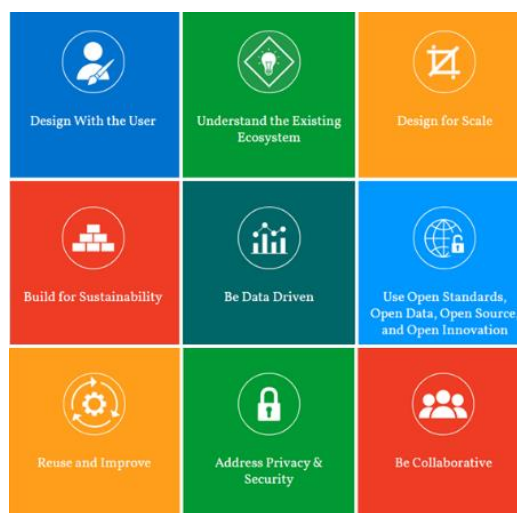 Design With the User
Understand the Existing
Ecosystem
Design for Scale
Build for Sustainability
Be Data Driven
Use Open Standards,
Open Data, Open Source,
and Open Innovation
Reuse and Improve
Address Privacy &
Security
Be Collaborative